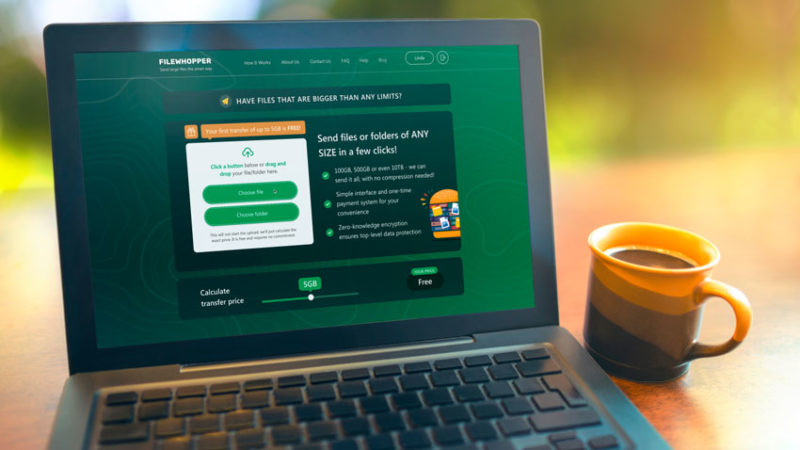 FILEWHOPPER
Send large files the smart way
How It Works About Us Contact Us FAQ Help Blog
HAVE FILES THAT ARE BIGGER THAN ANY LIMITS?
Your first transfer of up to 5GB is FREE!
Click a button below or drag and
drop your file/folder here.
Choose file
Choose folder
This will not start the upload, we'll just calculate the
exact price. It is free and requires no commitment.
Send files or folders of ANY
SIZE in a few clicks!
100GB, 500GB or even 10TB - we can
send it all, with no compression needed!
Simple interface and one-time
payment system for your
convenience
Zero-knowledge encryption
ensures top-level data protection
Calculate
transfer price
5GB
YOUR PRICE
Free